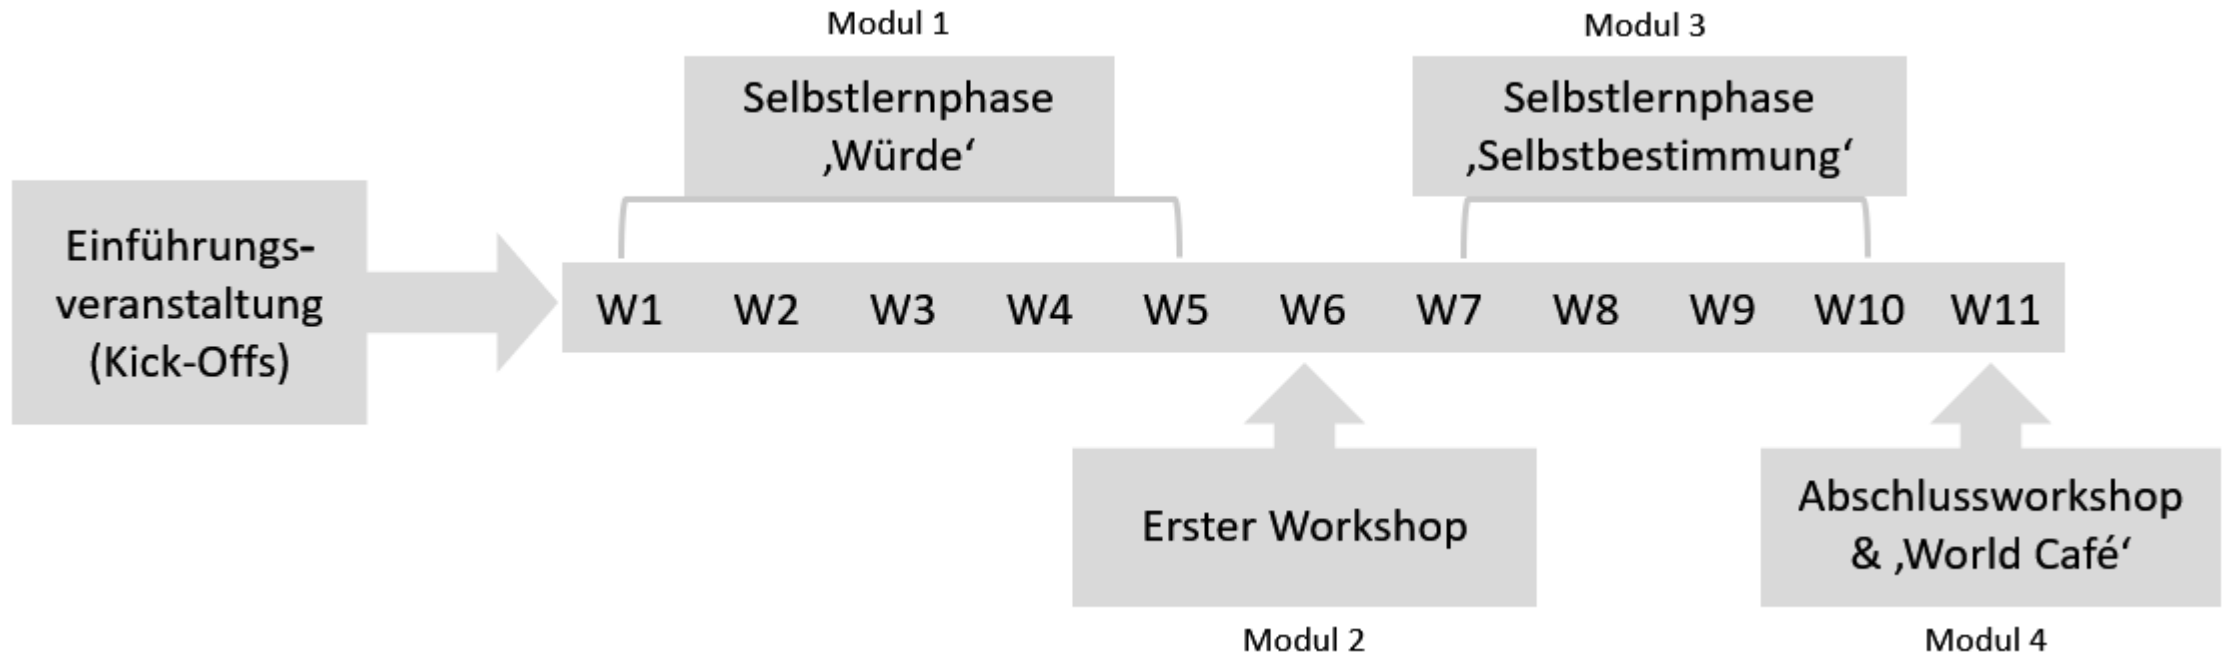 Modul 1
Selbstlernphase
‚Würde‘
Modul 3
Selbstlernphase
‚Selbstbestimmung‘
Einführungs-
veranstaltung
(Kick-Offs)
W1 W2 W3 W4 W5 W6 W7 W8 W9 W10 W11
Erster Workshop
Modul 2
Abschlussworkshop
& ‚World Café‘
Modul 4